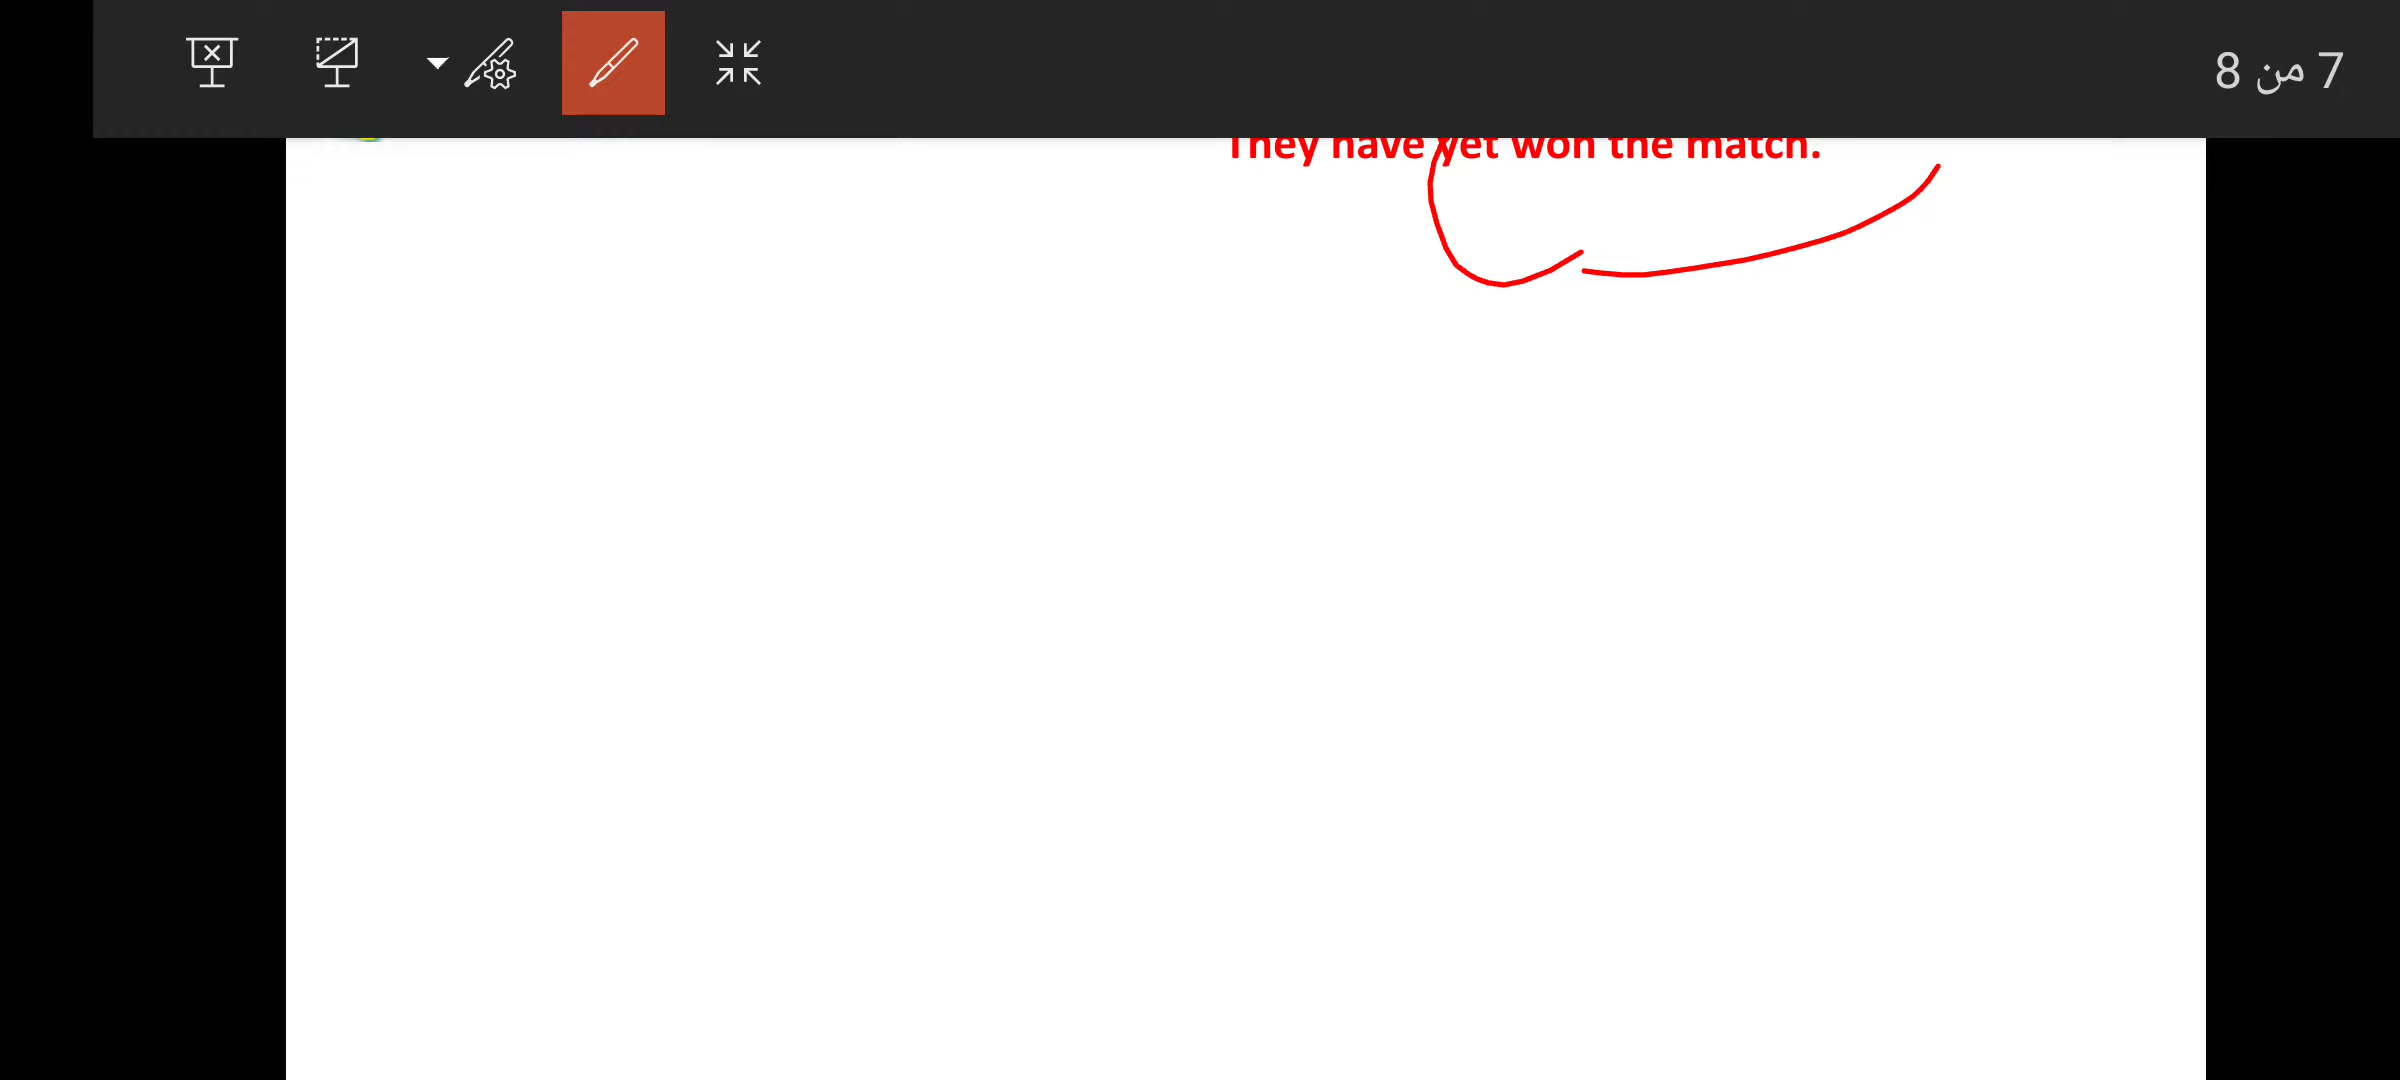 7 من 8
They have yet won the match.